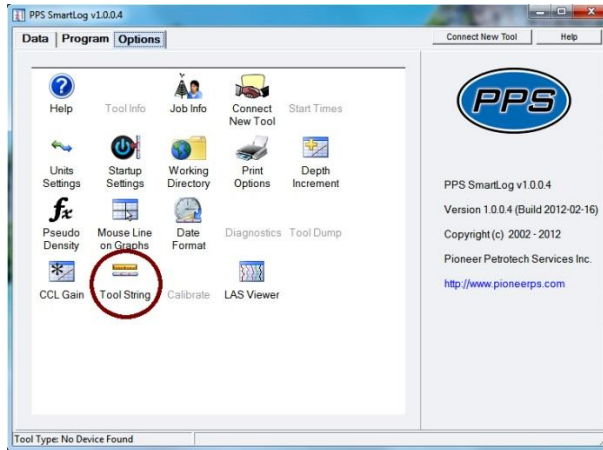 PPS SmartLog v1.0.0.4
Data Program Options
Connect New Tool Help
Help Tool Info Job Info Connect Start Times
New Tool
Units Startup Working Print Depth
Settings Settings Directory Options Increment
Pseudo Mouse Line Date Diagnostics Tool Dump
Density on Graphs Format
CCL Gain Tool String Calibrate LAS Viewer
PPS
PPS SmartLog v1.0.0.4
Version 1.0.0.4 (Build 2012-02-16)
Copyright (c) 2002 - 2012
Pioneer Petrotech Services Inc.
http://www.pioneerps.com
Tool Type: No Device Found